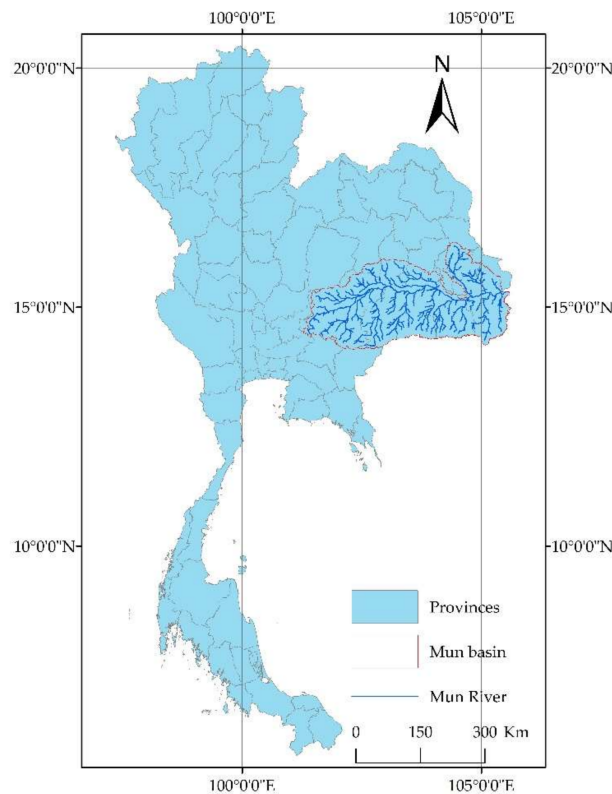 100°0'0"E 105°0'0"E
20°0'0"N 20°0'0"N
N
15°0'0"N 15°0'0"N
10°0'0"N 10°0'0"N
Provinces
Mun basin
Mun River
0 150 300 Km
100°0'0"E 105°0'0"E